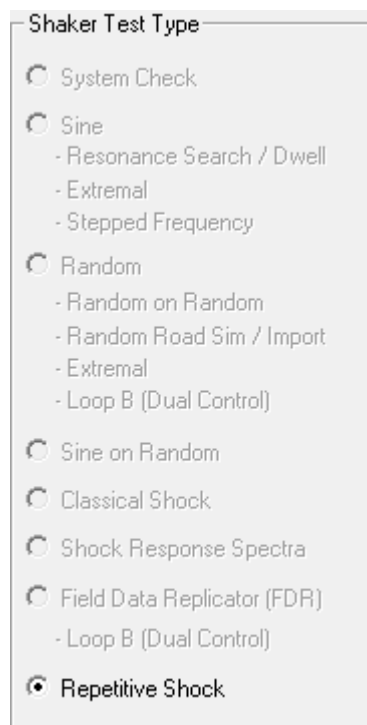 Shaker Test Type
System Check
Sine
- Resonance Search / Dwell
- Extremal
- Stepped Frequency
Random
- Random on Random
- Random Road Sim / Import
- Extremal
- Loop B (Dual Control)
Sine on Random
Classical Shock
Shock Response Spectra
Field Data Replicator (FDR)
- Loop B (Dual Control)
Repetitive Shock